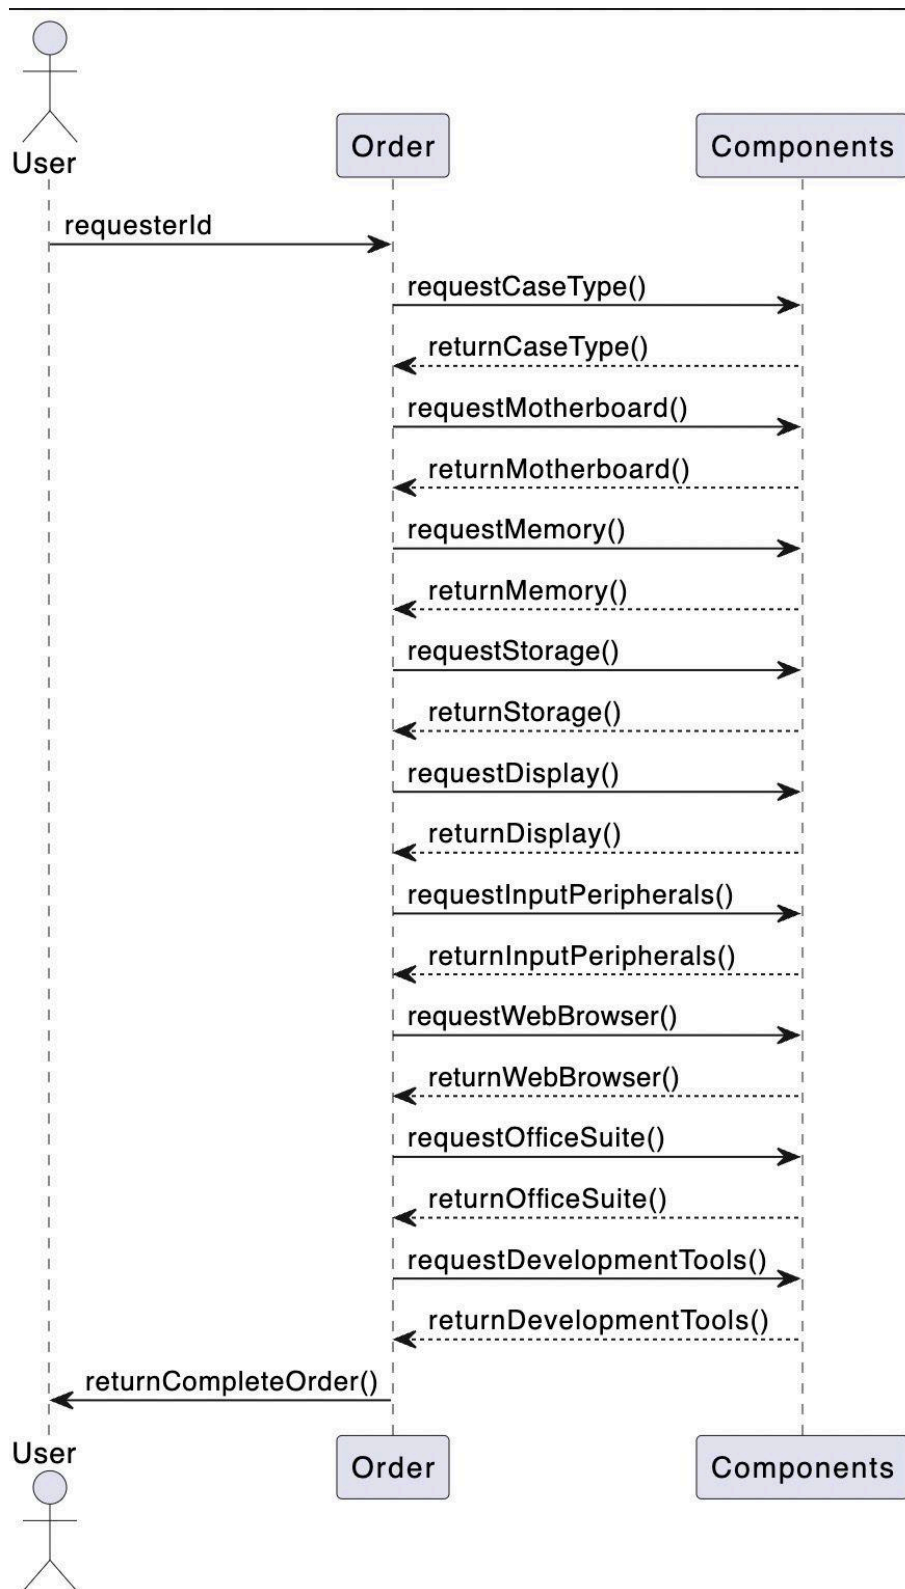 User
Order
Components
requesterId
requestCaseType()
returnCaseType()
requestMotherboard()
returnMotherboard()
requestMemory()
returnMemory()
requestStorage()
returnStorage()
requestDisplay()
returnDisplay()
requestInputPeripherals()
returnInputPeripherals()
requestWebBrowser()
returnWebBrowser()
requestOfficeSuite()
returnOfficeSuite()
requestDevelopmentTools()
returnDevelopmentTools()
returnCompleteOrder()
User
Order
Components